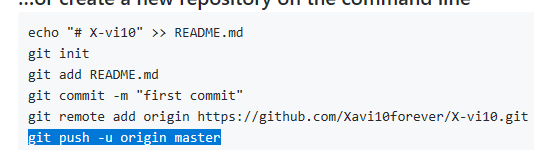 ...or create a new repository on the command line
echo "# X-vi10" >> README.md
git init
git add README.md
git commit -m "first commit"
git remote add origin https://github.com/Xavi10forever/X-vi10.git
git push -u origin master